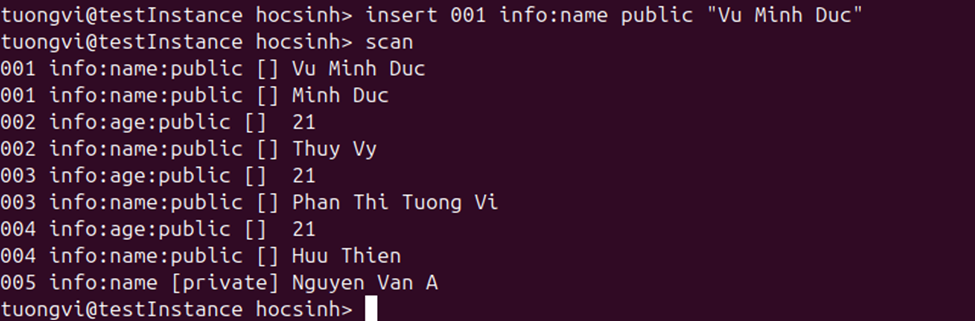 tuongvi@testInstance hocsinh> insert 001 info:name public "Vu Minh Duc"
tuongvi@testInstance hocsinh> scan
001 info:name:public [] Vu Minh Duc
001 info:name:public [] Minh Duc
002 info:age:public []  21
002 info:name:public [] Thuy Vy
003 info:age:public []  21
003 info:name:public [] Phan Thi Tuong Vi
004 info:age:public []  21
004 info:name:public [] Huu Thien
005 info:name [private] Nguyen Van A
tuongvi@testInstance hocsinh>